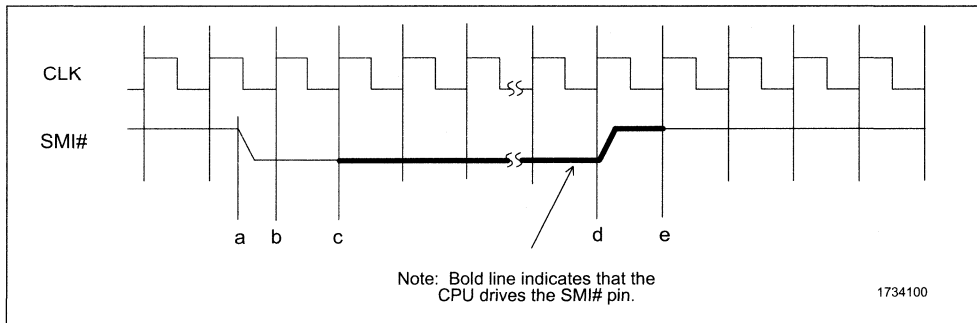 CLK
SMI#
a
b
c
d
e
Note: Bold line indicates that the
CPU drives the SMI# pin.
1734100